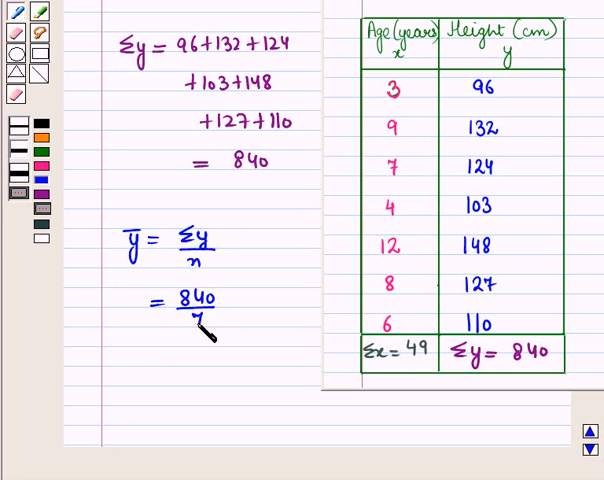 Σy = 96+132+124
+103+148
+127+110
= 840
ȳ = Σy/n
= 840/7
Age (years) Height (cm)
x y
3 96
9 132
7 124
4 103
12 148
8 127
6 110
Σx = 49 Σy = 840